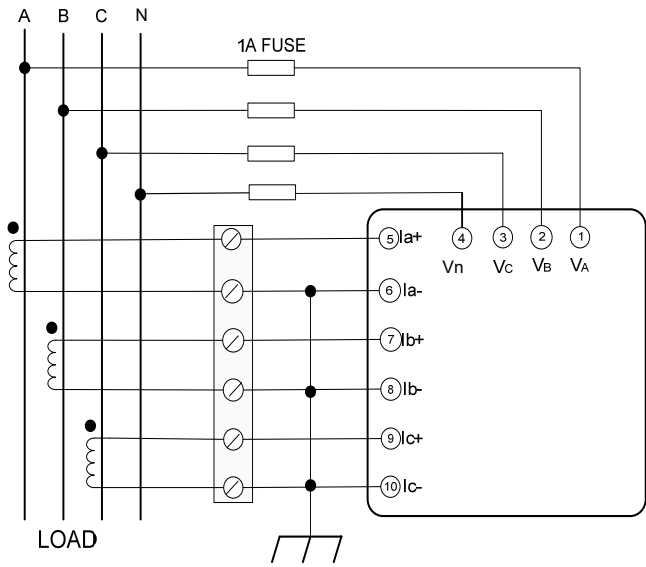 A B C N
1A FUSE
5 Ia+ 4 3 2 1
Vn VC VB VA
6 Ia-
7 Ib+
8 Ib-
9 Ic+
10 Ic-
LOAD